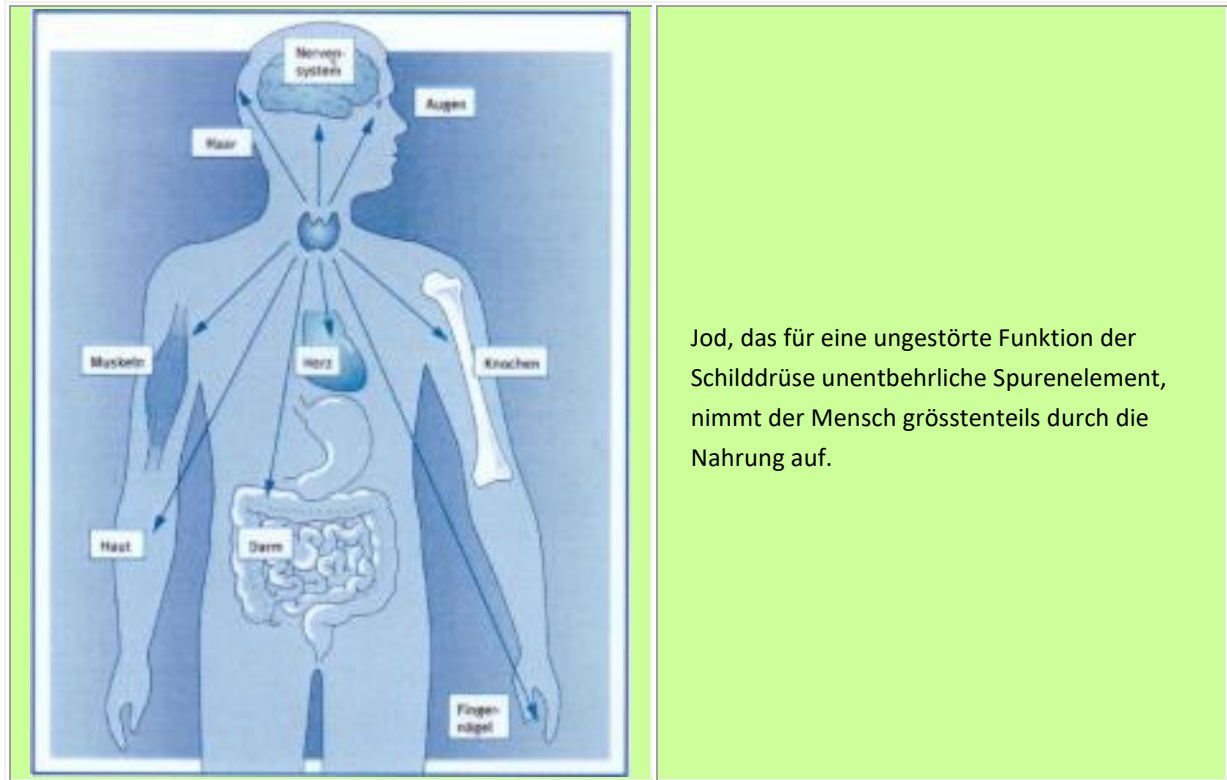 Nerven-
system
Augen
Haar
Muskeln
Herz
Knochen
Haut
Darm
Finger-
nägel
Jod, das für eine ungestörte Funktion der
Schilddrüse unentbehrliche Spurenelement,
nimmt der Mensch grösstenteils durch die
Nahrung auf.